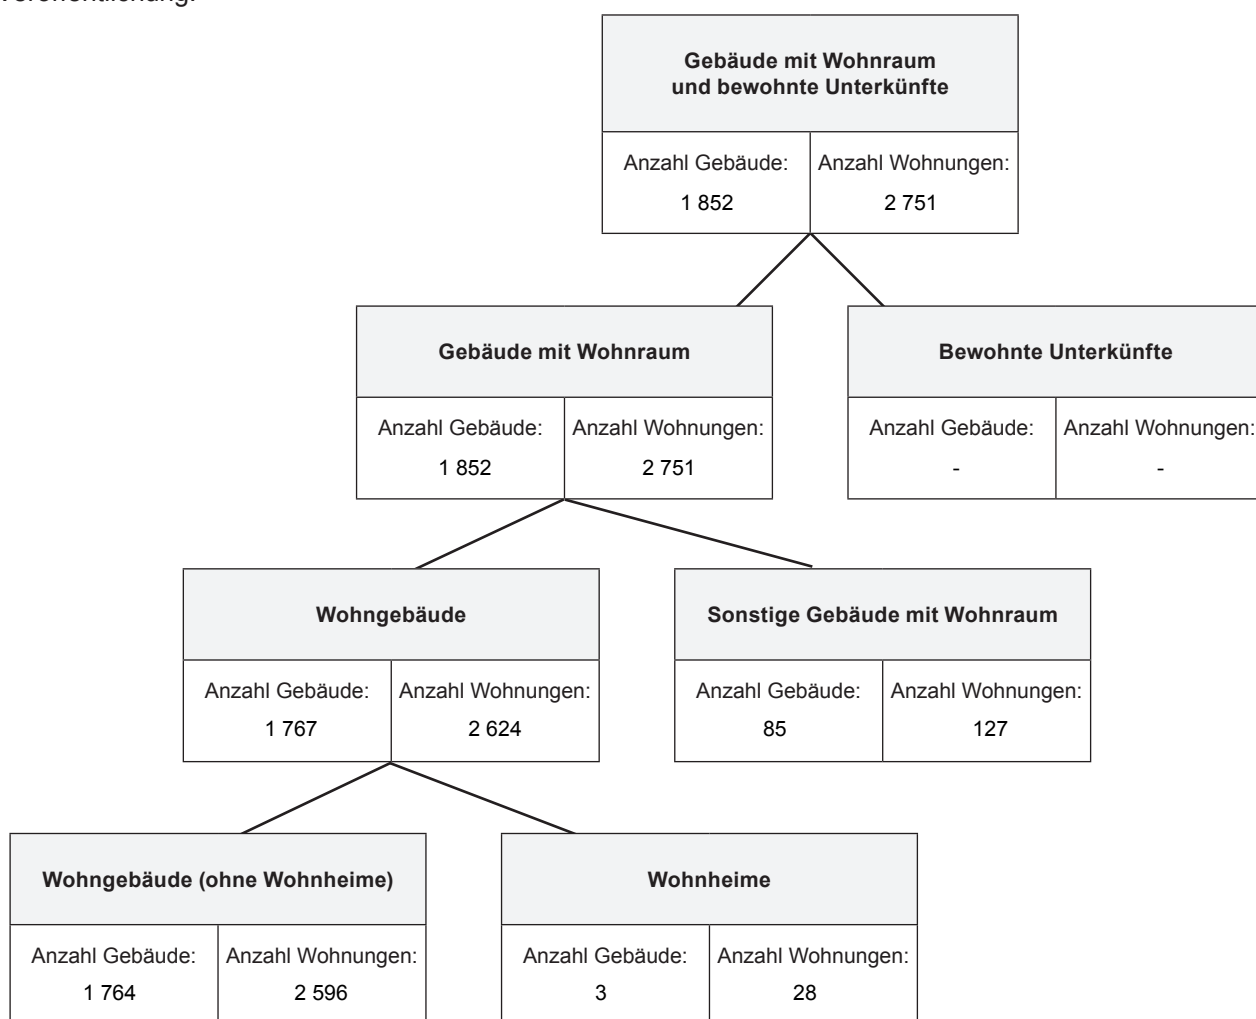 Veröffentlichung.
Gebäude mit Wohnraum
und bewohnte Unterkünfte
Anzahl Gebäude: Anzahl Wohnungen:
1 852 2 751
Gebäude mit Wohnraum Bewohnte Unterkünfte
Anzahl Gebäude: Anzahl Wohnungen: Anzahl Gebäude: Anzahl Wohnungen:
1 852 2 751 - -
Wohngebäude Sonstige Gebäude mit Wohnraum
Anzahl Gebäude: Anzahl Wohnungen: Anzahl Gebäude: Anzahl Wohnungen:
1 767 2 624 85 127
Wohngebäude (ohne Wohnheime) Wohnheime
Anzahl Gebäude: Anzahl Wohnungen: Anzahl Gebäude: Anzahl Wohnungen:
1 764 2 596 3 28